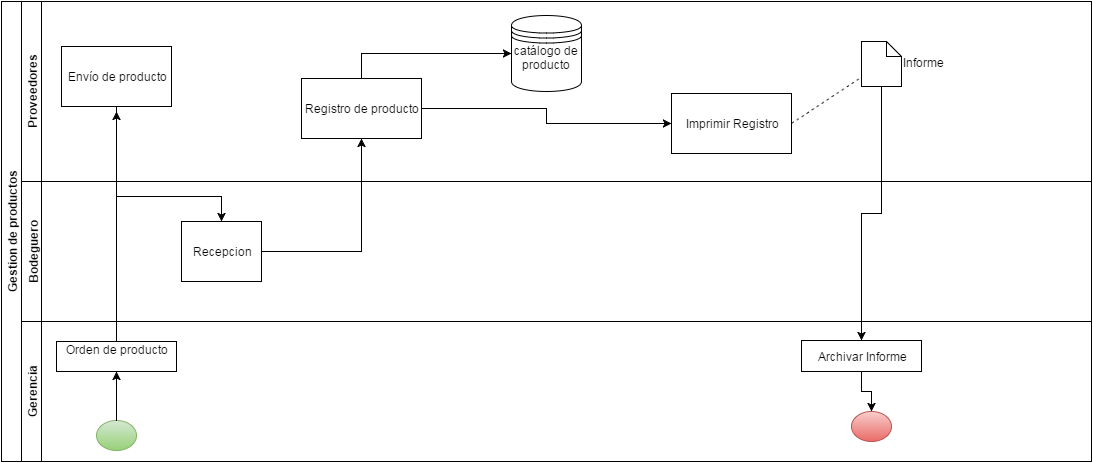 Gestion de productos
Proveedores
Envío de producto
Registro de producto
catálogo de
producto
Imprimir Registro
Informe
Bodeguero
Recepcion
Gerencía
Orden de producto
Archivar Informe